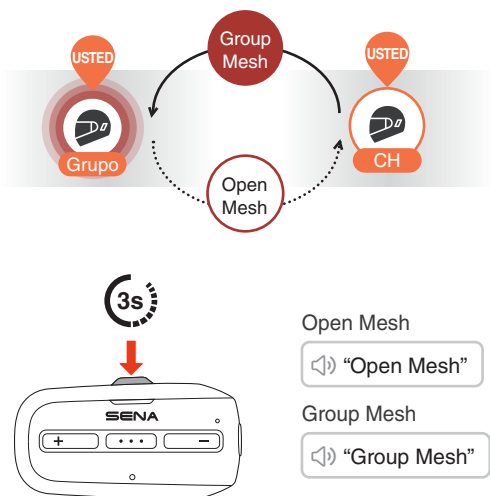 USTED
Group
Mesh
USTED
Grupo
CH
Open
Mesh
3s
SENA
+
−
Open Mesh
“Open Mesh”
Group Mesh
“Group Mesh”